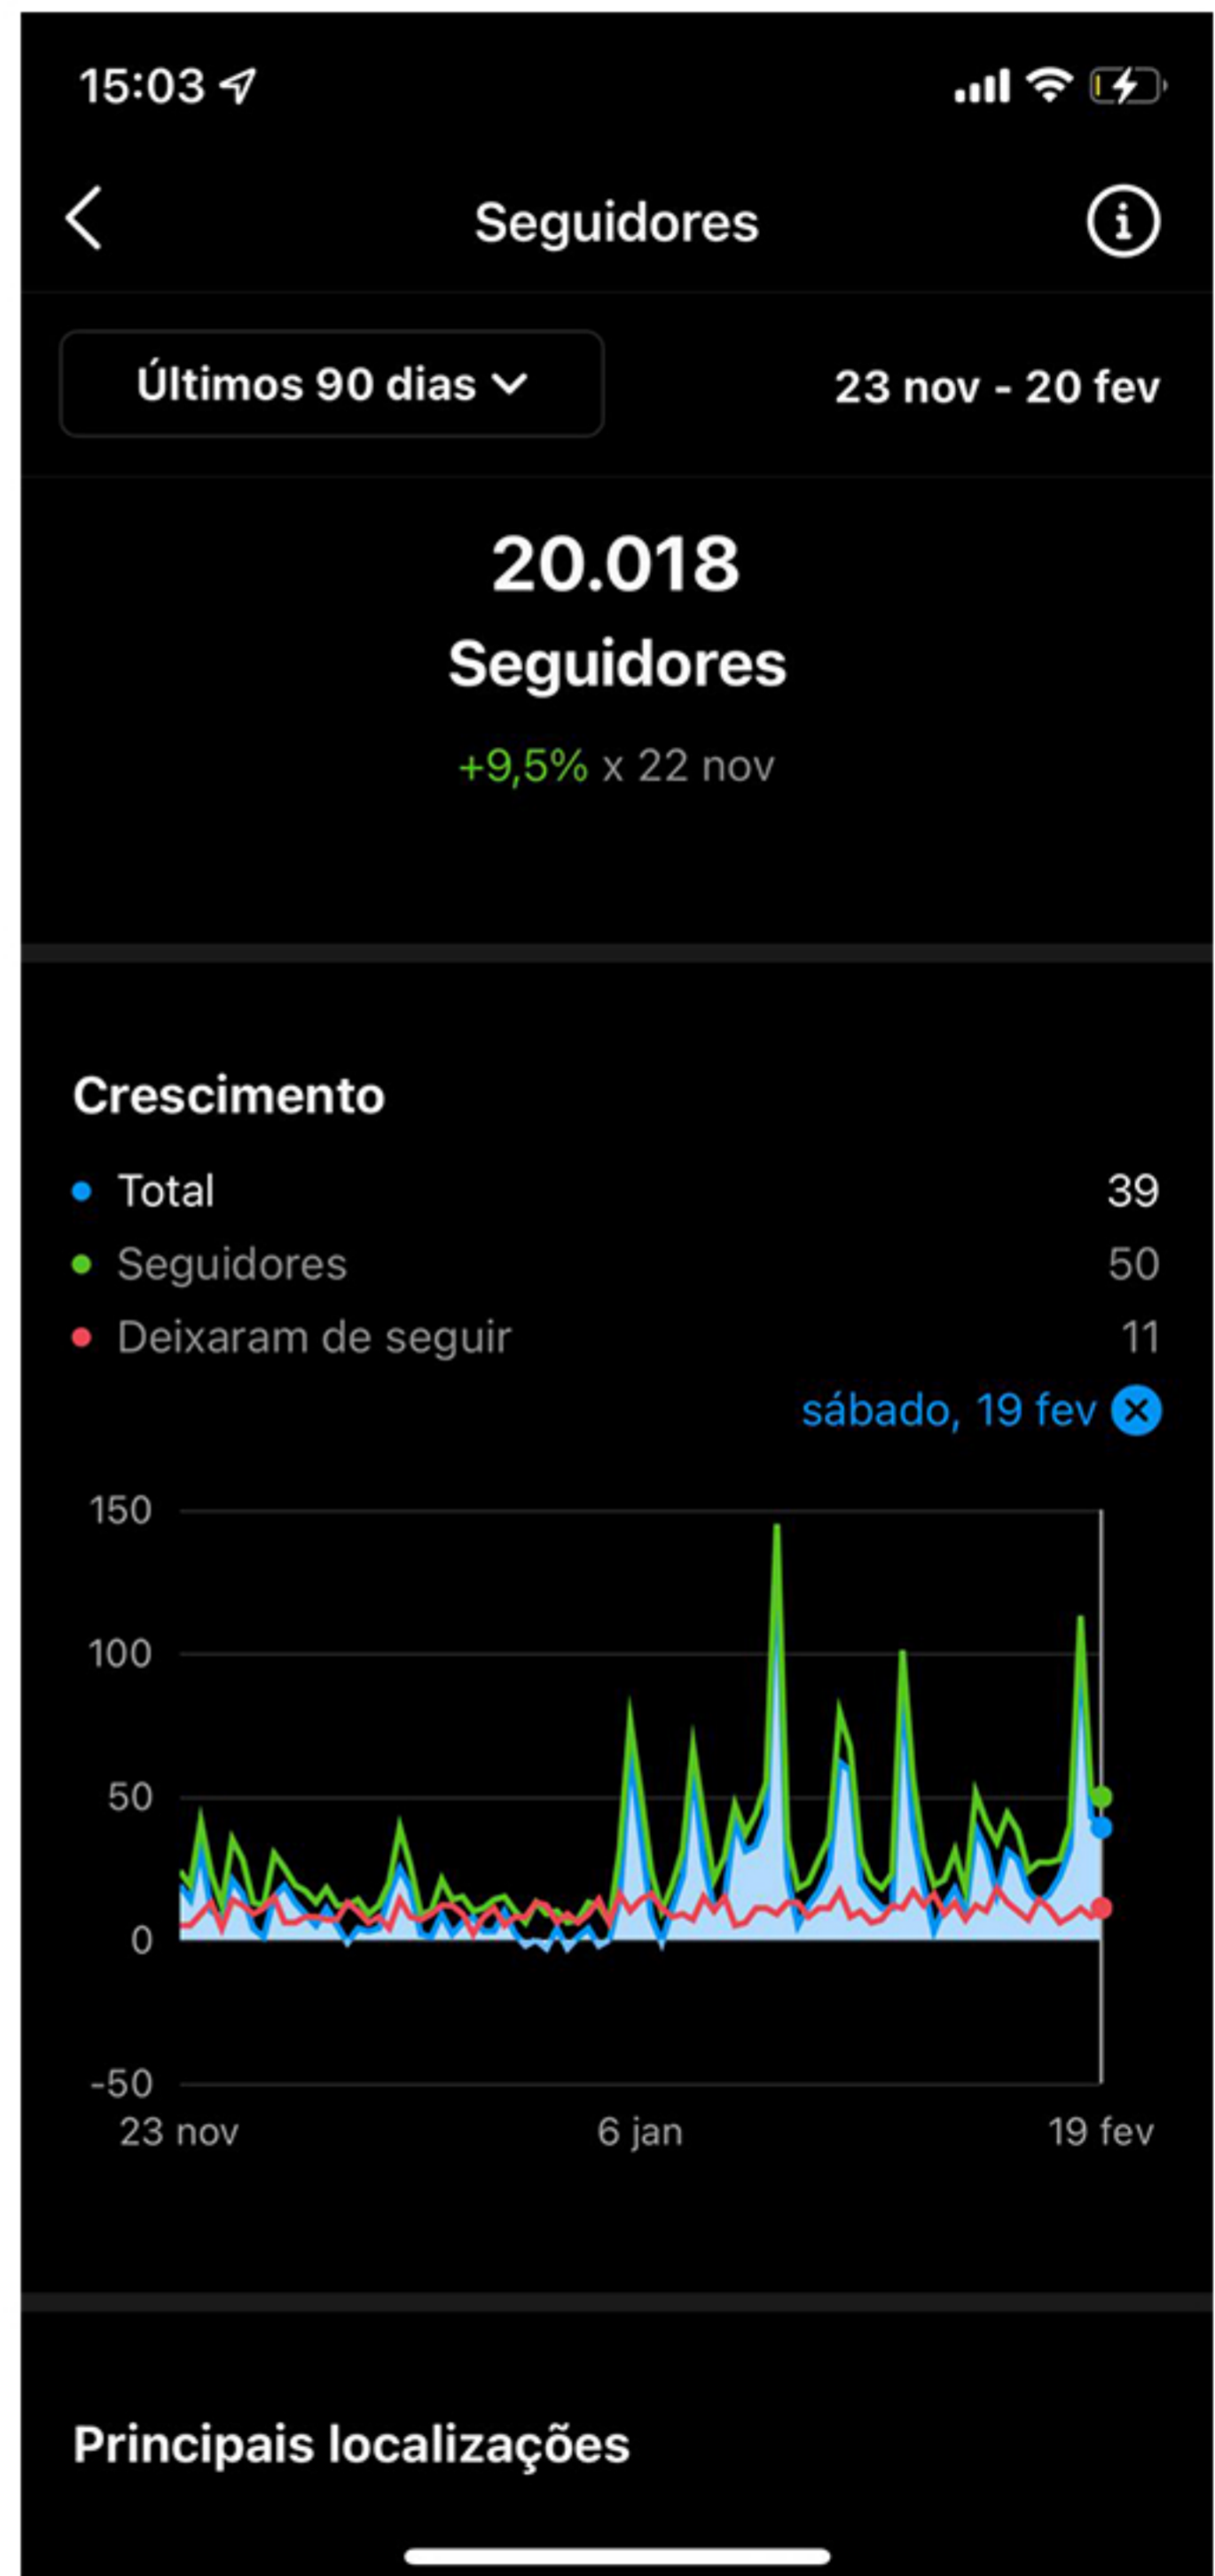 15:03
Seguidores
Últimos 90 dias
23 nov - 20 fev
20.018
Seguidores
+9,5% x 22 nov
Crescimento
Total 39
Seguidores 50
Deixaram de seguir 11
sábado, 19 fev
150
100
50
0
-50
23 nov 6 jan 19 fev
Principais localizações